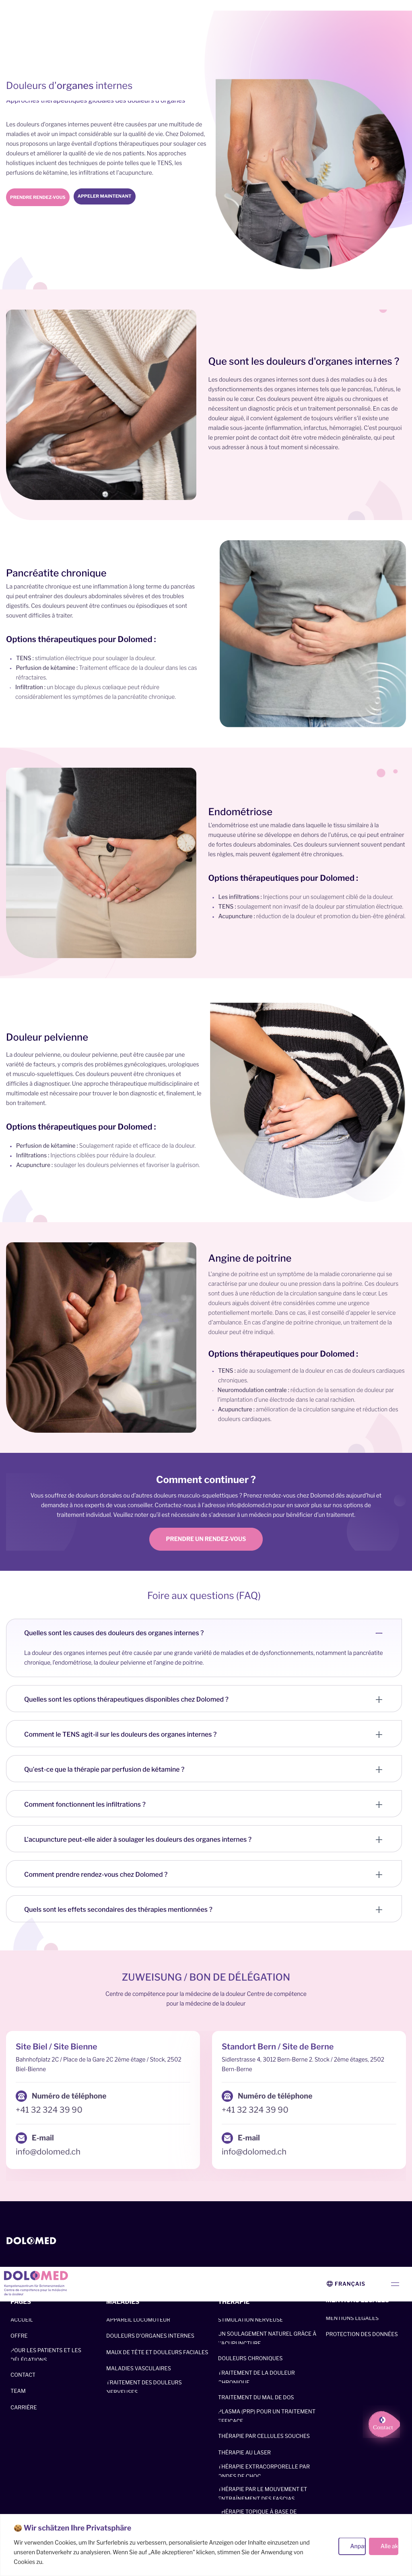 Douleurs d'organes internes
Approches thérapeutiques globales des douleurs d'organes
Les douleurs d'organes internes peuvent être causées par une multitude de
maladies et avoir un impact considérable sur la qualité de vie. Chez Dolomed,
nous proposons un large éventail d'options thérapeutiques pour soulager ces
douleurs et améliorer la qualité de vie de nos patients. Nos approches
holistiques incluent des techniques de pointe telles que le TENS, les
perfusions de kétamine, les infiltrations et l'acupuncture.
PRENDRE RENDEZ-VOUS
APPELER MAINTENANT
Que sont les douleurs d'organes internes ?
Les douleurs des organes internes sont dues à des maladies ou à des
dysfonctionnements des organes internes tels que le pancréas, l'utérus, le
bassin ou le cœur. Ces douleurs peuvent être aiguës ou chroniques et
nécessitent un diagnostic précis et un traitement personnalisé. En cas de
douleur aiguë, il convient également de toujours vérifier s'il existe une
maladie sous-jacente (inflammation, infarctus, hémorragie). C'est pourquoi
le premier point de contact doit être votre médecin généraliste, qui peut
vous adresser à nous à tout moment si nécessaire.
Pancréatite chronique
La pancréatite chronique est une inflammation à long terme du pancréas
qui peut entraîner des douleurs abdominales sévères et des troubles
digestifs. Ces douleurs peuvent être continues ou épisodiques et sont
souvent difficiles à traiter.
Options thérapeutiques pour Dolomed :
TENS : stimulation électrique pour soulager la douleur.
Perfusion de kétamine : Traitement efficace de la douleur dans les cas
réfractaires.
Infiltration : un blocage du plexus cœliaque peut réduire
considérablement les symptômes de la pancréatite chronique.
Endométriose
L'endométriose est une maladie dans laquelle le tissu similaire à la
muqueuse utérine se développe en dehors de l'utérus, ce qui peut entraîner
de fortes douleurs abdominales. Ces douleurs surviennent souvent pendant
les règles, mais peuvent également être chroniques.
Options thérapeutiques pour Dolomed :
Les infiltrations : Injections pour un soulagement ciblé de la douleur.
TENS : soulagement non invasif de la douleur par stimulation électrique.
Acupuncture : réduction de la douleur et promotion du bien-être général.
Douleur pelvienne
La douleur pelvienne, ou douleur pelvienne, peut être causée par une
variété de facteurs, y compris des problèmes gynécologiques, urologiques
et musculo-squelettiques. Ces douleurs peuvent être chroniques et
difficiles à diagnostiquer. Une approche thérapeutique multidisciplinaire et
multimodale est nécessaire pour trouver le bon diagnostic et, finalement, le
bon traitement.
Options thérapeutiques pour Dolomed :
Perfusion de kétamine : Soulagement rapide et efficace de la douleur.
Infiltrations : Injections ciblées pour réduire la douleur.
Acupuncture : soulager les douleurs pelviennes et favoriser la guérison.
Angine de poitrine
L'angine de poitrine est un symptôme de la maladie coronarienne qui se
caractérise par une douleur ou une pression dans la poitrine. Ces douleurs
sont dues à une réduction de la circulation sanguine dans le cœur. Les
douleurs aiguës doivent être considérées comme une urgence
potentiellement mortelle. Dans ce cas, il est conseillé d'appeler le service
d'ambulance. En cas d'angine de poitrine chronique, un traitement de la
douleur peut être indiqué.
Options thérapeutiques pour Dolomed :
TENS : aide au soulagement de la douleur en cas de douleurs cardiaques
chroniques.
Neuromodulation centrale : réduction de la sensation de douleur par
l'implantation d'une électrode dans le canal rachidien.
Acupuncture : amélioration de la circulation sanguine et réduction des
douleurs cardiaques.
Comment continuer ?
Vous souffrez de douleurs dorsales ou d'autres douleurs musculo-squelettiques ? Prenez rendez-vous chez Dolomed dès aujourd'hui et
demandez à nos experts de vous conseiller. Contactez-nous à l'adresse info@dolomed.ch pour en savoir plus sur nos options de
traitement individuel. Veuillez noter qu'il est nécessaire de s'adresser à un médecin pour bénéficier d'un traitement.
PRENDRE UN RENDEZ-VOUS
Foire aux questions (FAQ)
Quelles sont les causes des douleurs des organes internes ?
La douleur des organes internes peut être causée par une grande variété de maladies et de dysfonctionnements, notamment la pancréatite
chronique, l'endométriose, la douleur pelvienne et l'angine de poitrine.
Quelles sont les options thérapeutiques disponibles chez Dolomed ?
Comment le TENS agit-il sur les douleurs des organes internes ?
Qu'est-ce que la thérapie par perfusion de kétamine ?
Comment fonctionnent les infiltrations ?
L'acupuncture peut-elle aider à soulager les douleurs des organes internes ?
Comment prendre rendez-vous chez Dolomed ?
Quels sont les effets secondaires des thérapies mentionnées ?
ZUWEISUNG / BON DE DÉLÉGATION
Centre de compétence pour la médecine de la douleur Centre de compétence
pour la médecine de la douleur
Site Biel / Site Bienne
Bahnhofplatz 2C / Place de la Gare 2C 2ème étage / Stock, 2502
Biel-Bienne
Numéro de téléphone
+41 32 324 39 90
E-mail
info@dolomed.ch
Standort Bern / Site de Berne
Sidlerstrasse 4, 3012 Bern-Berne 2. Stock / 2ème étages, 2502
Bern-Berne
Numéro de téléphone
+41 32 324 39 90
E-mail
info@dolomed.ch
DOLOMED
DOLOMED
FRANÇAIS
PAGES
ACCUEIL
OFFRE
POUR LES PATIENTS ET LES
DÉLÉGATIONS
CONTACT
TEAM
CARRIÈRE
MALADIES
APPAREIL LOCOMOTEUR
DOULEURS D'ORGANES INTERNES
MAUX DE TÊTE ET DOULEURS FACIALES
MALADIES VASCULAIRES
TRAITEMENT DES DOULEURS
NERVEUSES
THÉRAPIE
STIMULATION NERVEUSE
UN SOULAGEMENT NATUREL GRÂCE À
L'ACUPUNCTURE
DOULEURS CHRONIQUES
TRAITEMENT DE LA DOULEUR
CHRONIQUE
TRAITEMENT DU MAL DE DOS
PLASMA (PRP) POUR UN TRAITEMENT
EFFICACE
THÉRAPIE PAR CELLULES SOUCHES
THÉRAPIE AU LASER
THÉRAPIE EXTRACORPORELLE PAR
ONDES DE CHOC
THÉRAPIE PAR LE MOUVEMENT ET
ENTRAÎNEMENT DES FASCIAS
THÉRAPIE TOPIQUE À BASE DE
MENTIONS LÉGALES
MENTIONS LÉGALES
PROTECTION DES DONNÉES
Contact
Wir schätzen Ihre Privatsphäre
Wir verwenden Cookies, um Ihr Surferlebnis zu verbessern, personalisierte Anzeigen oder Inhalte einzusetzen und
unseren Datenverkehr zu analysieren. Wenn Sie auf „Alle akzeptieren" klicken, stimmen Sie der Verwendung von
Cookies zu.
Anpa
Alle ak